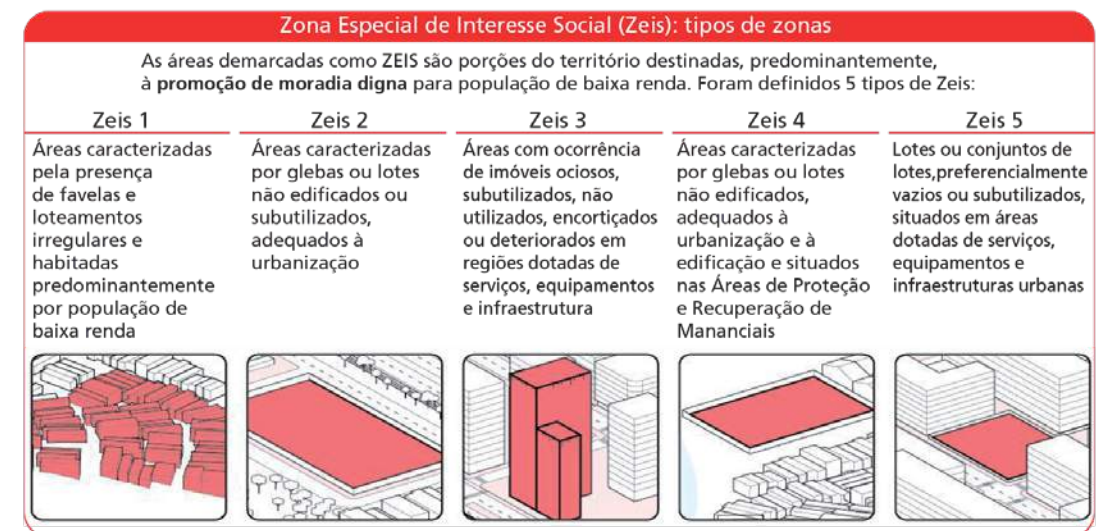 Zona Especial de Interesse Social (Zeis): tipos de zonas
As áreas demarcadas como ZEIS são porções do território destinadas, predominantemente,
à promoção de moradia digna para população de baixa renda. Foram definidos 5 tipos de Zeis:
Zeis 1
Áreas caracterizadas
pela presença
de favelas e
loteamentos
irregulares e
habitadas
predominantemente
por população de
baixa renda
Zeis 2
Áreas caracterizadas
por glebas ou lotes
não edificados ou
subutilizados,
adequados à
urbanização
Zeis 3
Áreas com ocorrência
de imóveis ociosos,
subutilizados, não
utilizados, encortiçados
ou deteriorados em
regiões dotadas de
serviços, equipamentos
e infraestrutura
Zeis 4
Áreas caracterizadas
por glebas ou lotes
não edificados,
adequados à
urbanização e à
edificação e situados
nas Áreas de Proteção
e Recuperação de
Mananciais
Zeis 5
Lotes ou conjuntos de
lotes,preferencialmente
vazios ou subutilizados,
situados em áreas
dotadas de serviços,
equipamentos e
infraestruturas urbanas